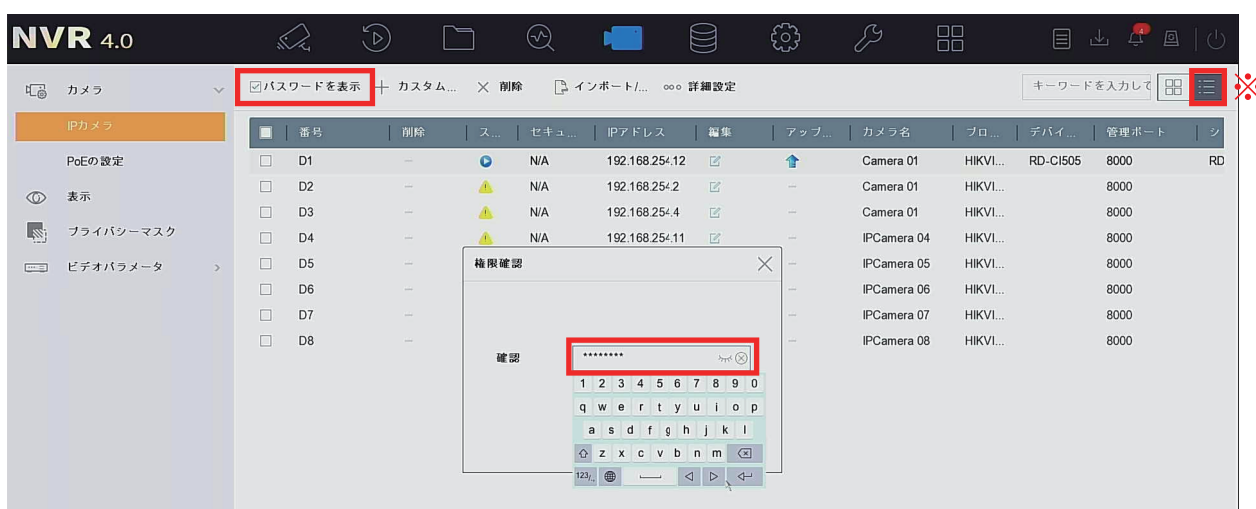 NVR 4.0
4
カメラ
IPカメラ
PoEの設定
表示
プライバシーマスク
ビデオパラメータ
パスワードを表示 カスタム... 削除 インポート/... 詳細設定 キーワードを入力して ※
番号 削除 ス... セキュ... IPアドレス 編集 アップ... カメラ名 プロ... デバイ... 管理ポート シ
D1 — N/A 192.168.254.12 Camera 01 HIKVI... RD-CI505 8000 RD
D2 — N/A 192.168.254.2 — Camera 01 HIKVI... 8000
D3 — N/A 192.168.254.4 — Camera 01 HIKVI... 8000
D4 — N/A 192.168.254.11 — IPCamera 04 HIKVI... 8000
D5 — — IPCamera 05 HIKVI... 8000
D6 — — IPCamera 06 HIKVI... 8000
D7 — — IPCamera 07 HIKVI... 8000
D8 — — IPCamera 08 HIKVI... 8000
権限確認
確認 ********
1 2 3 4 5 6 7 8 9 0
q w e r t y u i o p
a s d f g h j k l
z x c v b n m
123/,.